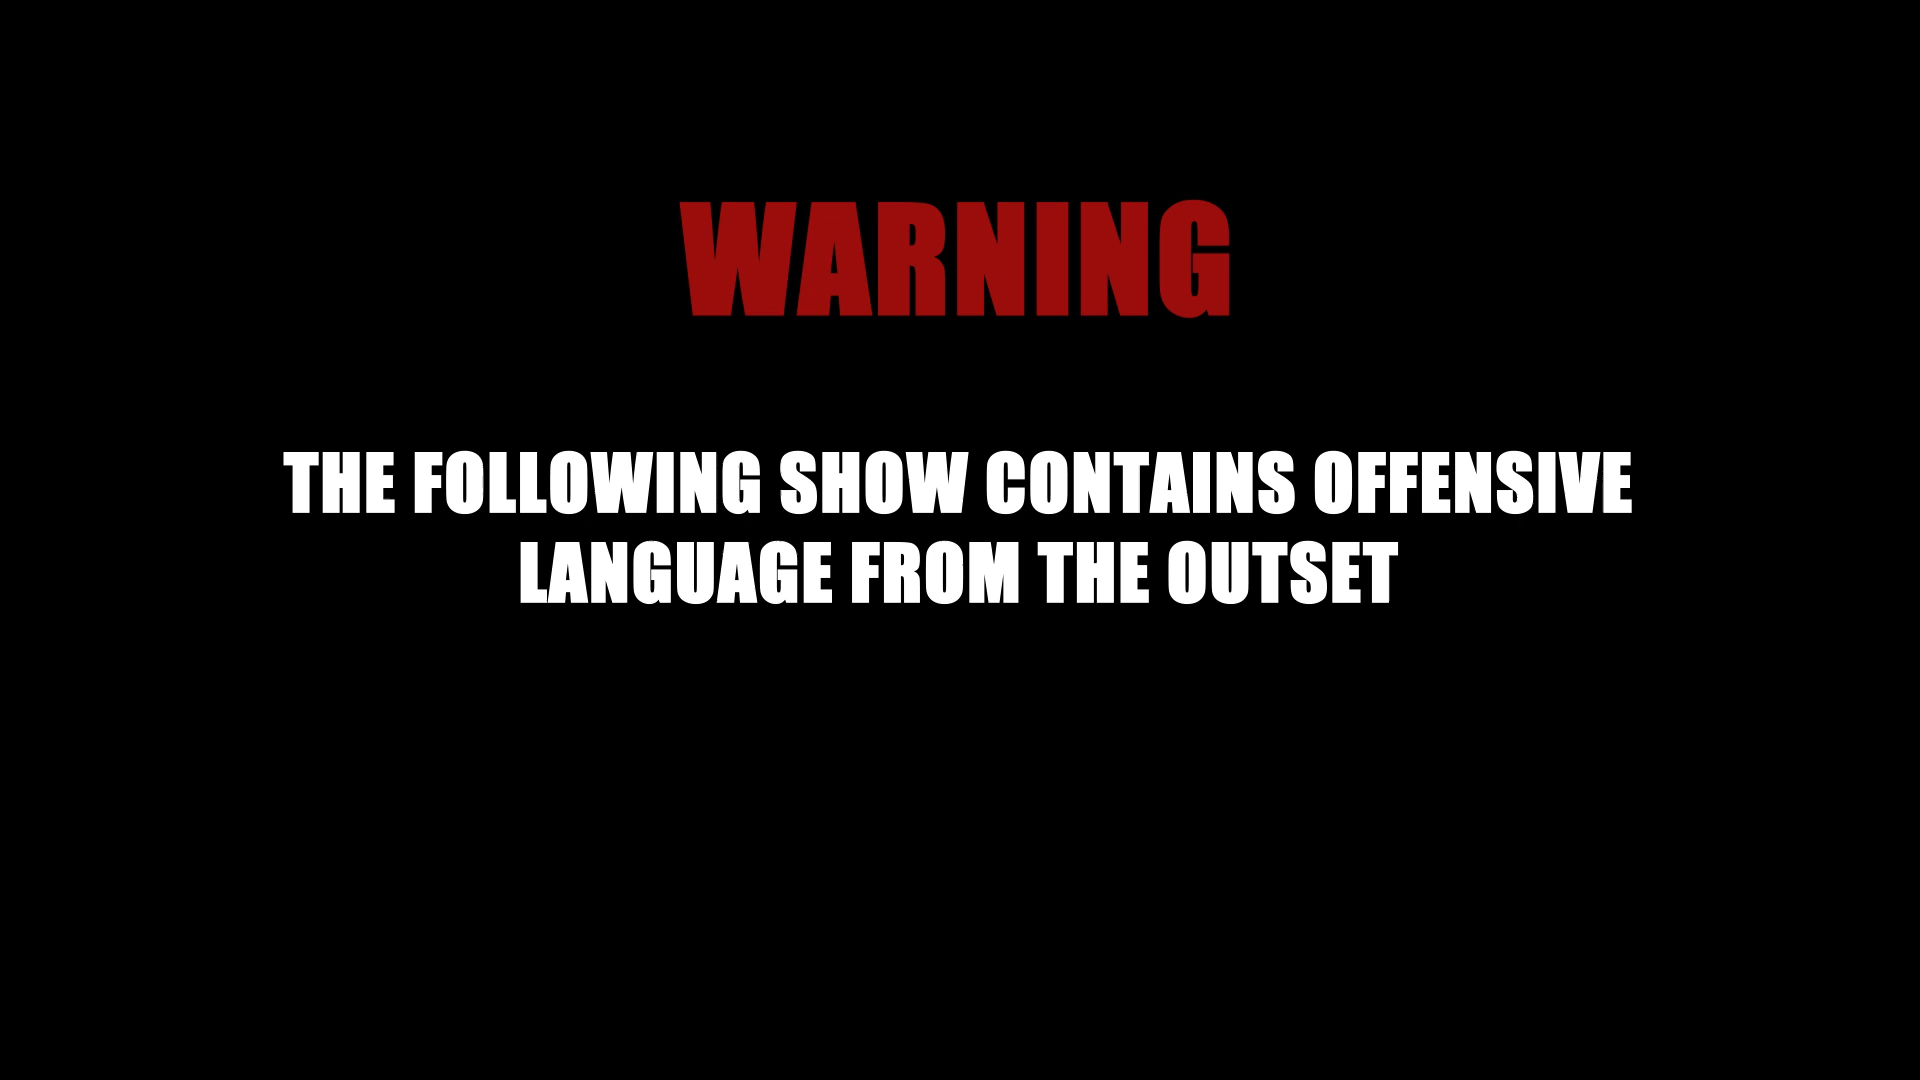 WARNING
THE FOLLOWING SHOW CONTAINS OFFENSIVE
LANGUAGE FROM THE OUTSET